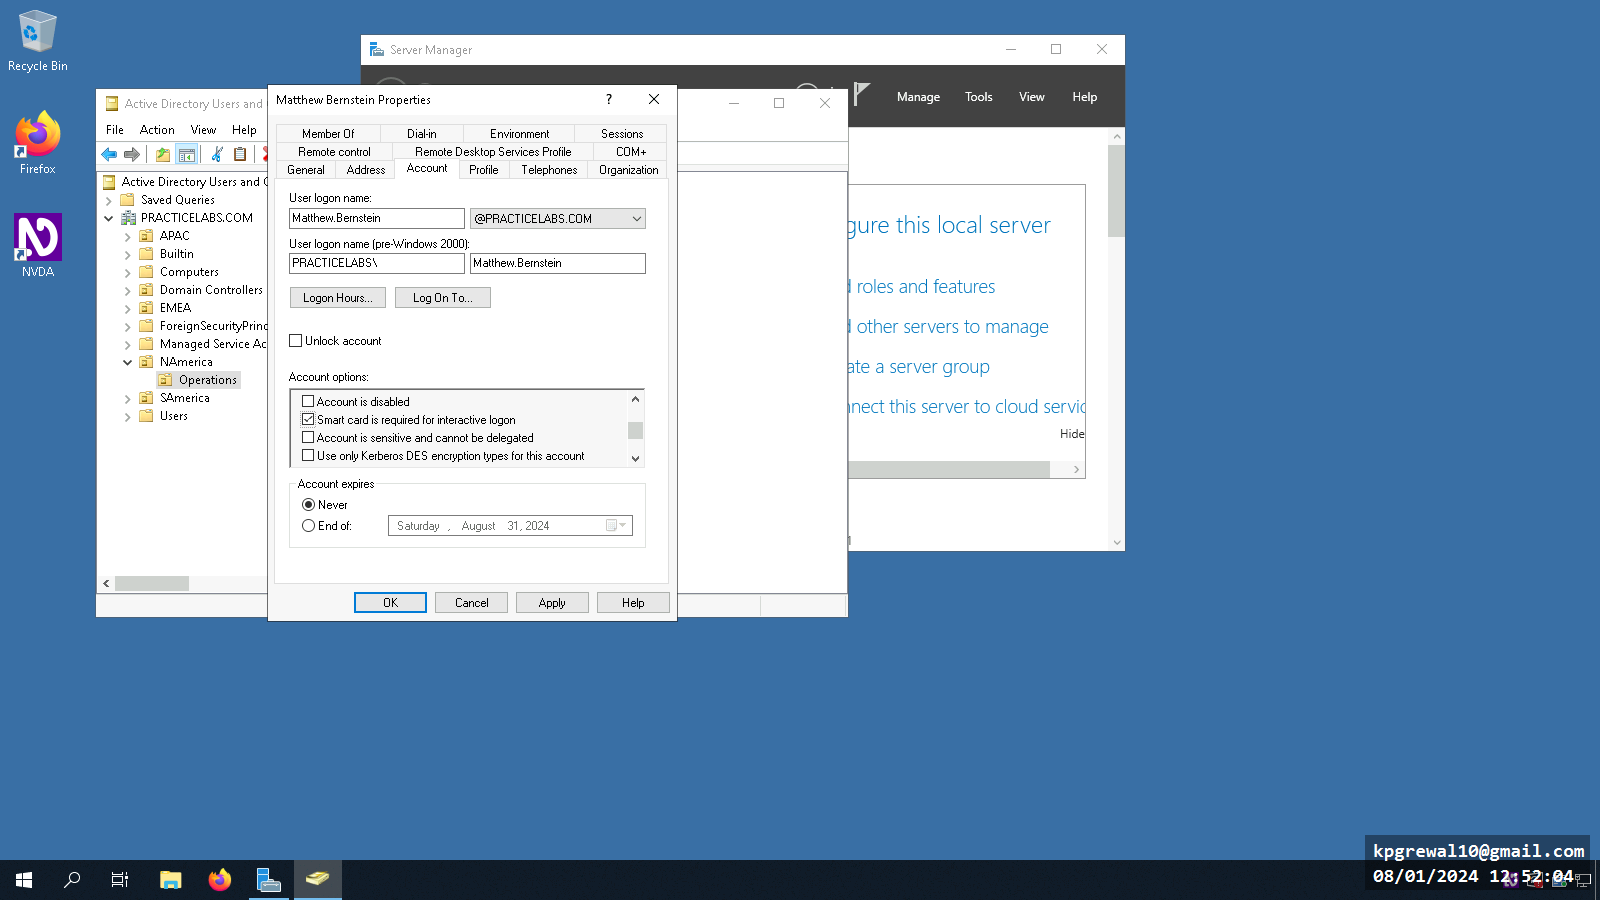 Recycle Bin
Firefox
NVDA
Server Manager
Manage
Tools
View
Help
gure this local server
roles and features
other servers to manage
ate a server group
nect this server to cloud servic
Hide
Active Directory Users and
File Action View Help
Active Directory Users and C
Saved Queries
PRACTICELABS.COM
APAC
Builtin
Computers
Domain Controllers
EMEA
ForeignSecurityPrinc
Managed Service Ac
NAmerica
Operations
SAmerica
Users
Matthew Bernstein Properties
Member Of Dial-in Environment Sessions
Remote control Remote Desktop Services Profile COM+
General Address Account Profile Telephones Organization
User logon name:
Matthew.Bernstein @PRACTICELABS.COM
User logon name (pre-Windows 2000):
PRACTICELABS\ Matthew.Bernstein
Logon Hours... Log On To...
Unlock account
Account options:
Account is disabled
Smart card is required for interactive logon
Account is sensitive and cannot be delegated
Use only Kerberos DES encryption types for this account
Account expires
Never
End of: Saturday , August 31, 2024
OK Cancel Apply Help
kpgrewal10@gmail.com
08/01/2024 12:52:04